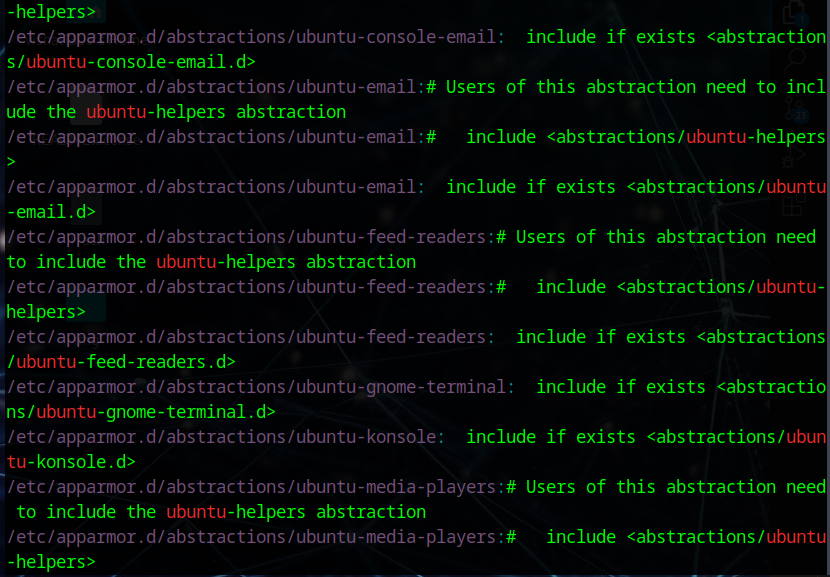 -helpers>
/etc/apparmor.d/abstractions/ubuntu-console-email:  include if exists <abstraction
s/ubuntu-console-email.d>
/etc/apparmor.d/abstractions/ubuntu-email:# Users of this abstraction need to incl
ude the ubuntu-helpers abstraction
/etc/apparmor.d/abstractions/ubuntu-email:#   include <abstractions/ubuntu-helpers
>
/etc/apparmor.d/abstractions/ubuntu-email:  include if exists <abstractions/ubuntu
-email.d>
/etc/apparmor.d/abstractions/ubuntu-feed-readers:# Users of this abstraction need 
to include the ubuntu-helpers abstraction
/etc/apparmor.d/abstractions/ubuntu-feed-readers:#   include <abstractions/ubuntu-
helpers>
/etc/apparmor.d/abstractions/ubuntu-feed-readers:  include if exists <abstractions
/ubuntu-feed-readers.d>
/etc/apparmor.d/abstractions/ubuntu-gnome-terminal:  include if exists <abstractio
ns/ubuntu-gnome-terminal.d>
/etc/apparmor.d/abstractions/ubuntu-konsole:  include if exists <abstractions/ubun
tu-konsole.d>
/etc/apparmor.d/abstractions/ubuntu-media-players:# Users of this abstraction need
 to include the ubuntu-helpers abstraction
/etc/apparmor.d/abstractions/ubuntu-media-players:#   include <abstractions/ubuntu
-helpers>